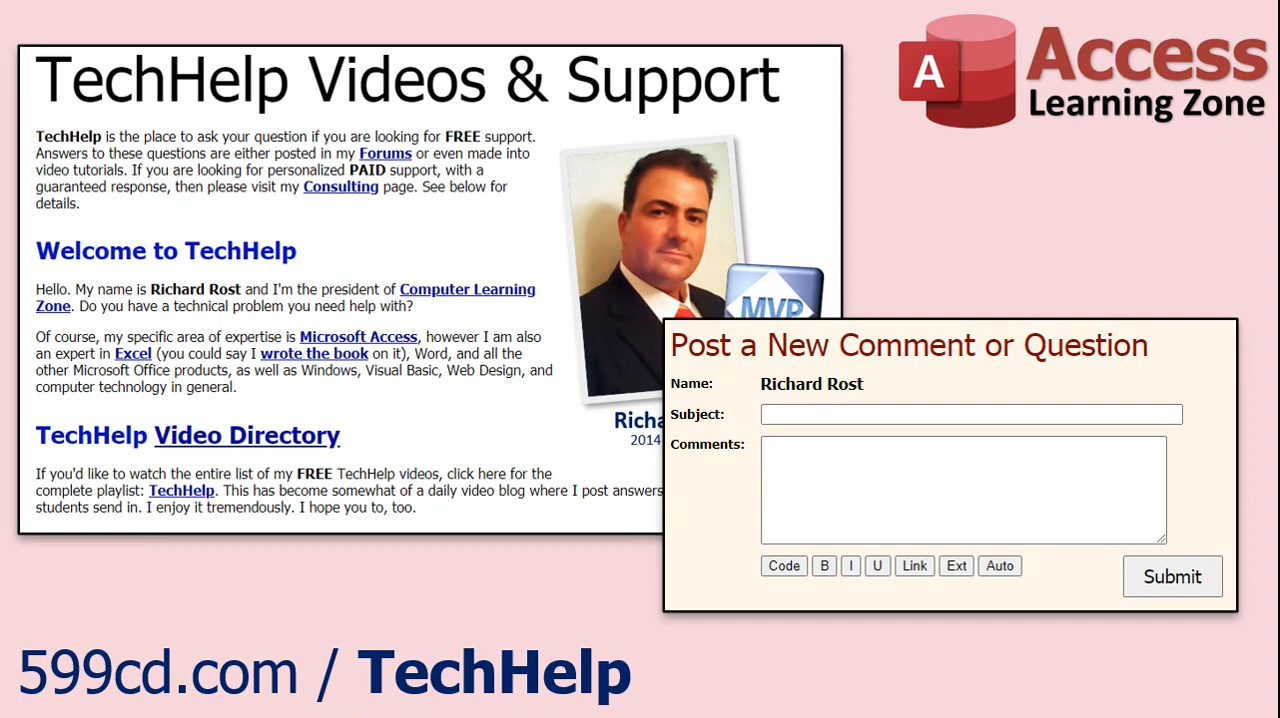 TechHelp Videos & Support
TechHelp is the place to ask your question if you are looking for FREE support.
Answers to these questions are either posted in my Forums or even made into
video tutorials. If you are looking for personalized PAID support, with a
guaranteed response, then please visit my Consulting page. See below for
details.
Welcome to TechHelp
Hello. My name is Richard Rost and I'm the president of Computer Learning
Zone. Do you have a technical problem you need help with?
Of course, my specific area of expertise is Microsoft Access, however I am also
an expert in Excel (you could say I wrote the book on it), Word, and all the
other Microsoft Office products, as well as Windows, Visual Basic, Web Design, and
computer technology in general.
TechHelp Video Directory
If you'd like to watch the entire list of my FREE TechHelp videos, click here for the
complete playlist: TechHelp. This has become somewhat of a daily video blog where I post answers
students send in. I enjoy it tremendously. I hope you to, too.
MVP
Richa
2014
A
Access
Learning Zone
Post a New Comment or Question
Name: Richard Rost
Subject:
Comments:
Code B I U Link Ext Auto
Submit
599cd.com / TechHelp